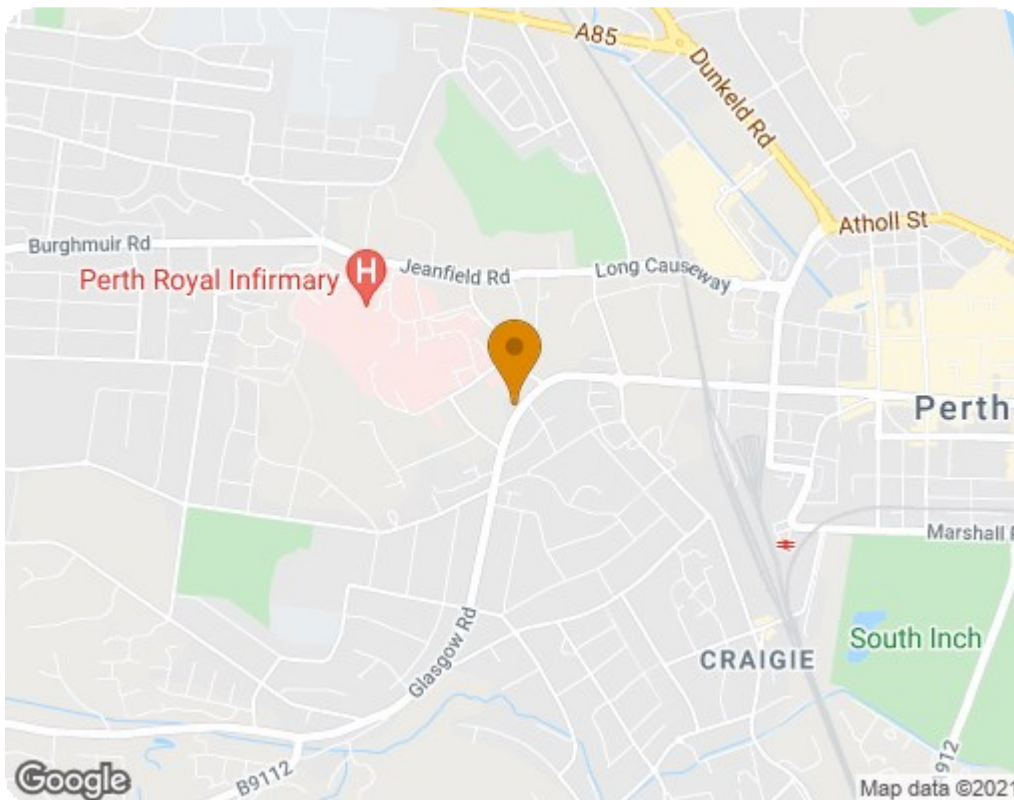 A85
Dunkeld Rd
Atholl St
Burghmuir Rd
Perth Royal Infirmary
H
Jeanfield Rd
Long Causeway
Perth
Marshall
South Inch
CRAIGIE
Glasgow Rd
B9112
912
Google
Map data ©2021